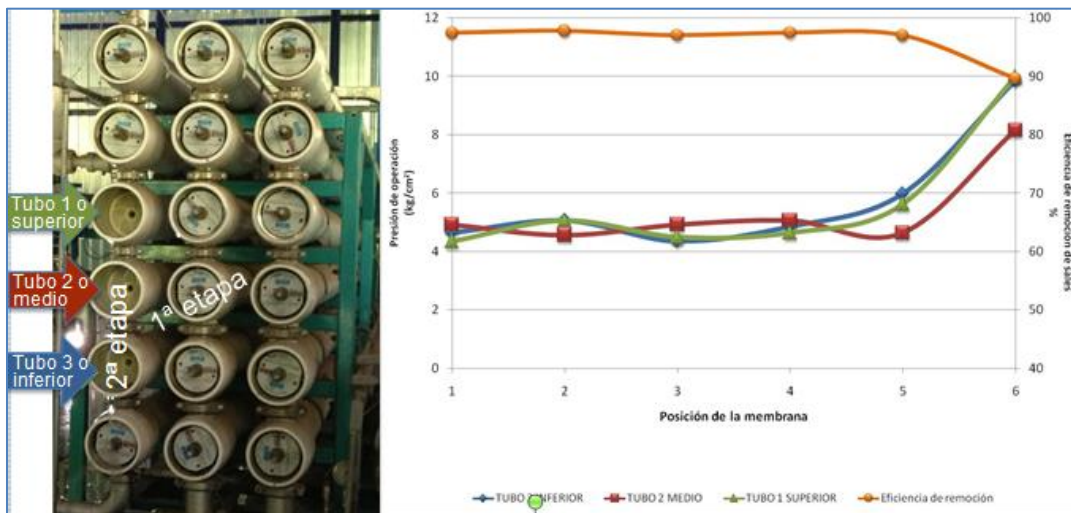 Tubo 1 o
superior
Tubo 2 o
medio
Tubo 3 o
inferior
2ª etapa
1ª etapa
12
10
8
6
4
2
0
Presión de operación
(kg/cm²)
100
90
80
70
60
50
40
Eficiencia de remoción de sales
%
1 2 3 4 5 6
Posición de la membrana
TUBO INFERIOR TUBO 2 MEDIO TUBO 1 SUPERIOR Eficiencia de remoción